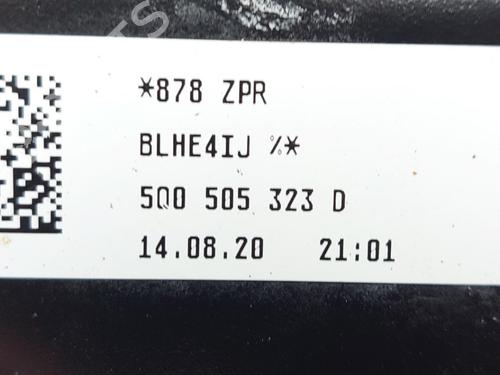 *878 ZPR
BLHE4IJ %*
5Q0 505 323 D
14.08.20 21:01